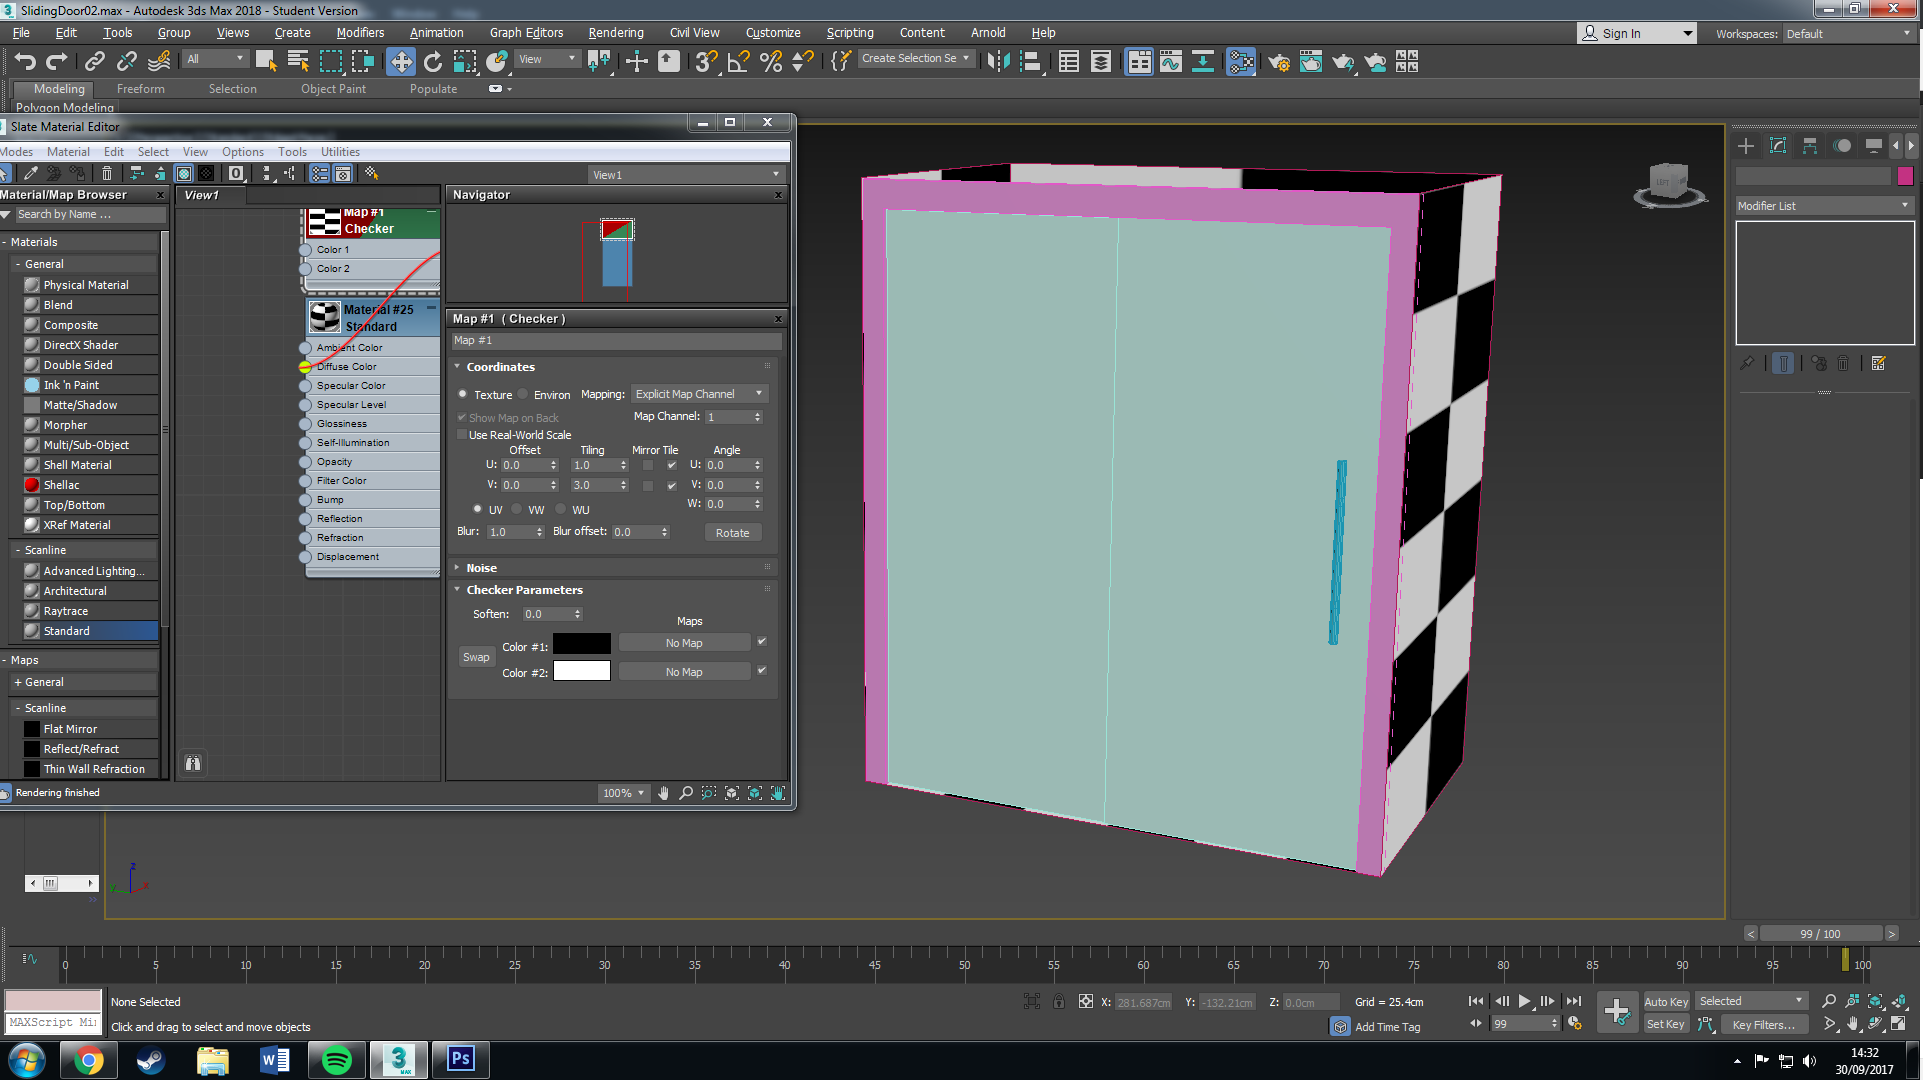 SlidingDoor02.max - Autodesk 3ds Max 2018 - Student Version
File Edit Tools Group Views Create Modifiers Animation Graph Editors Rendering Civil View Customize Scripting Content Arnold Help
Sign In Workspaces: Default
All View Create Selection Se
Modeling Freeform Selection Object Paint Populate
Polygon Modeling
Slate Material Editor
Modes Material Edit Select View Options Tools Utilities
View1
Material/Map Browser
Search by Name ...
- Materials
- General
Physical Material
Blend
Composite
DirectX Shader
Double Sided
Ink 'n Paint
Matte/Shadow
Morpher
Multi/Sub-Object
Shell Material
Shellac
Top/Bottom
XRef Material
- Scanline
Advanced Lighting...
Architectural
Raytrace
Standard
- Maps
+ General
- Scanline
Flat Mirror
Reflect/Refract
Thin Wall Refraction
Rendering finished
View1
Map #1
Checker
Color 1
Color 2
Material #25
Standard
Ambient Color
Diffuse Color
Specular Color
Specular Level
Glossiness
Self-Illumination
Opacity
Filter Color
Bump
Reflection
Refraction
Displacement
Navigator
Map #1 ( Checker )
Map #1
Coordinates
Texture Environ Mapping: Explicit Map Channel
Show Map on Back Map Channel: 1
Use Real-World Scale
Offset Tiling Mirror Tile Angle
U: 0.0 1.0 U: 0.0
V: 0.0 3.0 V: 0.0
W: 0.0
UV VW WU
Blur: 1.0 Blur offset: 0.0 Rotate
Noise
Checker Parameters
Soften: 0.0
Maps
Swap
Color #1: No Map
Color #2: No Map
100%
Modifier List
LEFT
z
99 / 100
0 5 10 15 20 25 30 35 40 45 50 55 60 65 70 75 80 85 90 95 100
None Selected
MAXScript Mi
Click and drag to select and move objects
X: 281.687cm Y: -132.21cm Z: 0.0cm Grid = 25.4cm
Add Time Tag
99
Auto Key Selected
Set Key Key Filters...
14:32
30/09/2017